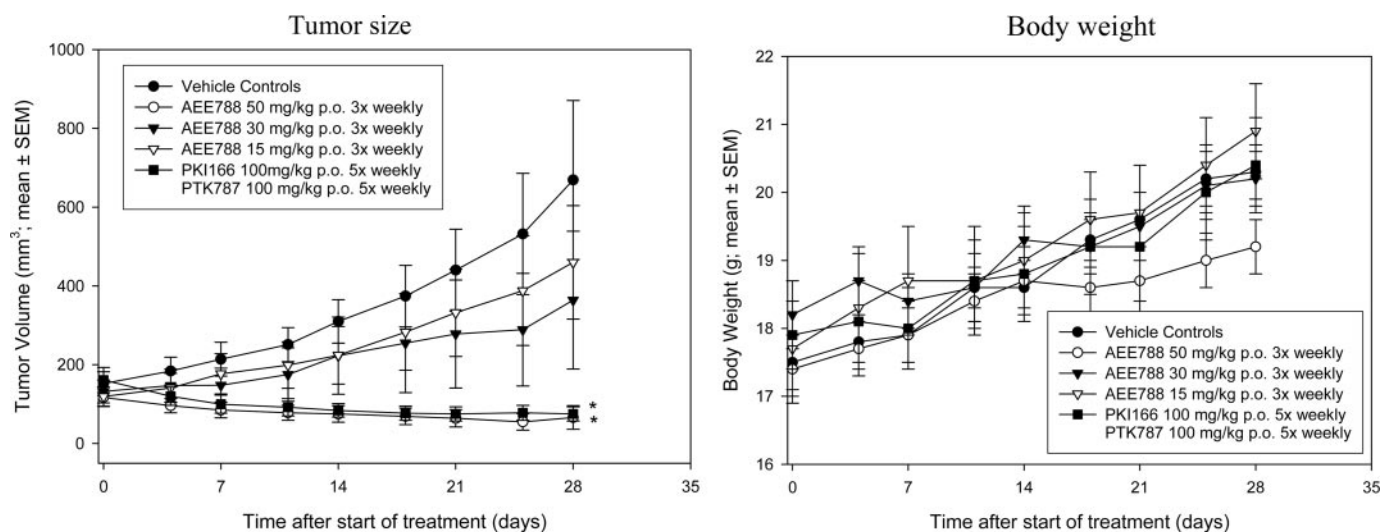 Tumor size
Tumor Volume (mm³; mean ± SEM)
1000
800
600
400
200
0
Vehicle Controls
AEE788 50 mg/kg p.o. 3x weekly
AEE788 30 mg/kg p.o. 3x weekly
AEE788 15 mg/kg p.o. 3x weekly
PKI166 100mg/kg p.o. 5x weekly
PTK787 100 mg/kg p.o. 5x weekly
*
*
0 7 14 21 28 35
Time after start of treatment (days)
Body weight
Body Weight (g; mean ± SEM)
22
21
20
19
18
17
16
Vehicle Controls
AEE788 50 mg/kg p.o. 3x weekly
AEE788 30 mg/kg p.o. 3x weekly
AEE788 15 mg/kg p.o. 3x weekly
PKI166 100 mg/kg p.o. 5x weekly
PTK787 100 mg/kg p.o. 5x weekly
0 7 14 21 28 35
Time after start of treatment (days)